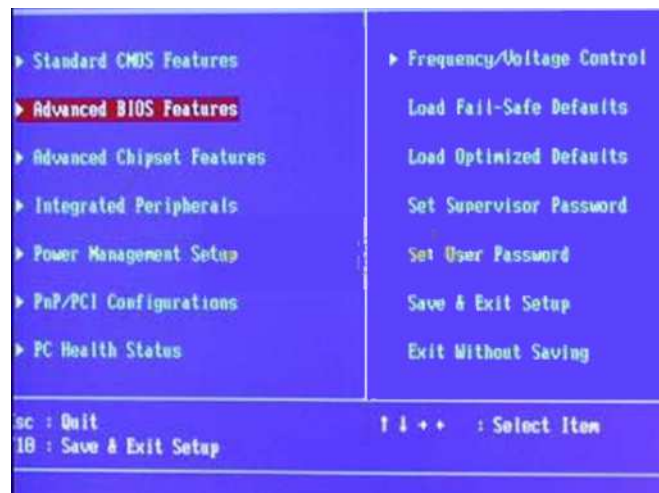 Standard CMOS Features
Advanced BIOS Features
Advanced Chipset Features
Integrated Peripherals
Power Management Setup
PnP/PCI Configurations
PC Health Status
Frequency/Voltage Control
Load Fail-Safe Defaults
Load Optimized Defaults
Set Supervisor Password
Set User Password
Save & Exit Setup
Exit Without Saving
sc : Quit
10 : Save & Exit Setup
↑ ↓ → ← : Select Item